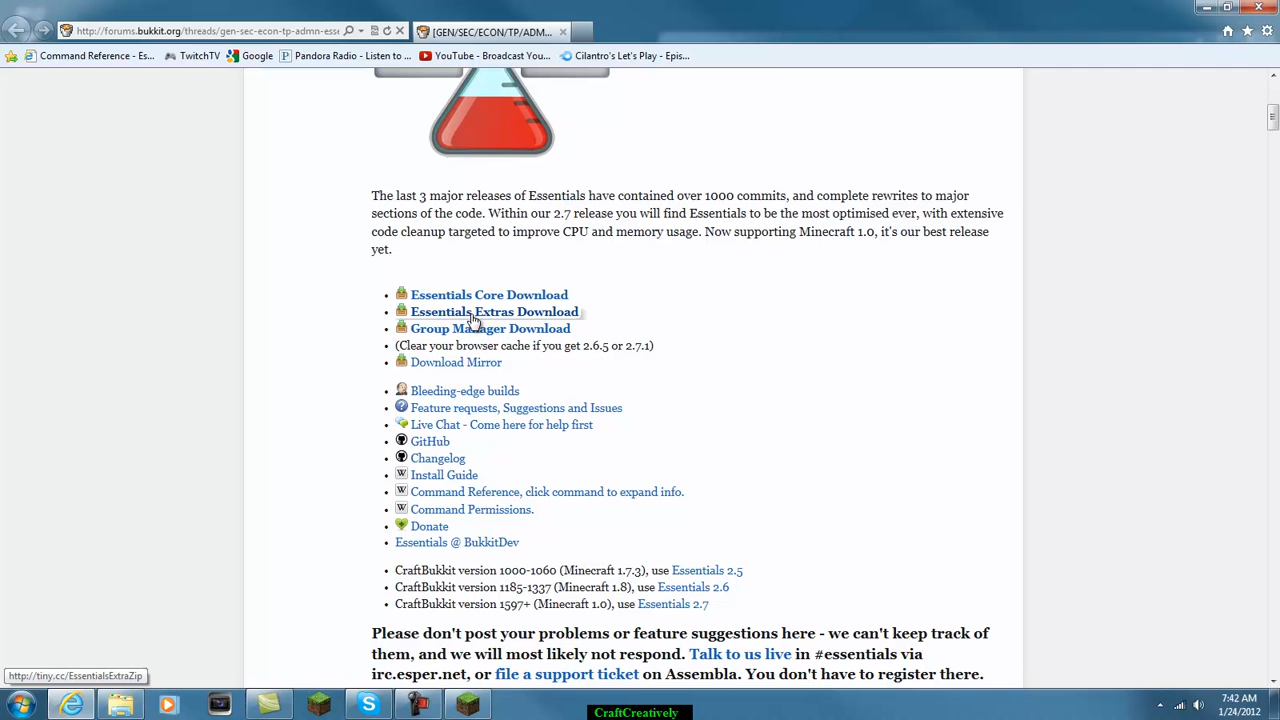 http://forums.bukkit.org/threads/gen-sec-econ-tp-admn-esse
[GEN/SEC/ECON/TP/ADM...
Command Reference - Es...
TwitchTV
Google
Pandora Radio - Listen to ...
YouTube - Broadcast You...
Cilantro's Let's Play - Epis...
The last 3 major releases of Essentials have contained over 1000 commits, and complete rewrites to major
sections of the code. Within our 2.7 release you will find Essentials to be the most optimised ever, with extensive
code cleanup targeted to improve CPU and memory usage. Now supporting Minecraft 1.0, it's our best release
yet.
Essentials Core Download
Essentials Extras Download
Group Manager Download
(Clear your browser cache if you get 2.6.5 or 2.7.1)
Download Mirror
Bleeding-edge builds
Feature requests, Suggestions and Issues
Live Chat - Come here for help first
GitHub
Changelog
Install Guide
Command Reference, click command to expand info.
Command Permissions.
Donate
Essentials @ BukkitDev
CraftBukkit version 1000-1060 (Minecraft 1.7.3), use Essentials 2.5
CraftBukkit version 1185-1337 (Minecraft 1.8), use Essentials 2.6
CraftBukkit version 1597+ (Minecraft 1.0), use Essentials 2.7
Please don't post your problems or feature suggestions here - we can't keep track of
them, and we will most likely not respond. Talk to us live in #essentials via
irc.esper.net, or file a support ticket on Assembla. You don't have to register there.
http://tiny.cc/EssentialsExtraZip
7:42 AM
1/24/2012
CraftCreatively